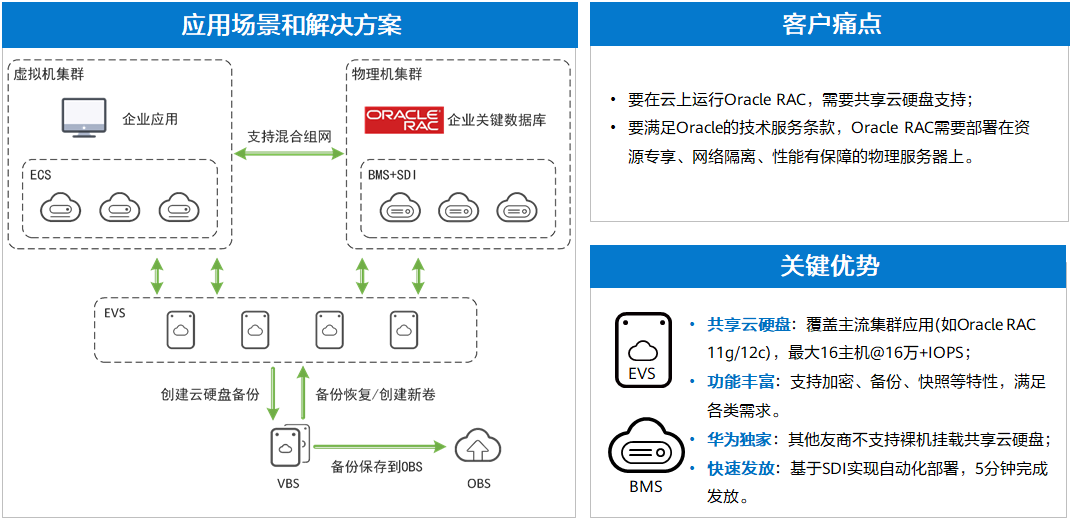 应用场景和解决方案
虚拟机集群
企业应用
ECS
支持混合组网
物理机集群
ORACLE
RAC
企业关键数据库
BMS+SDI
EVS
创建云硬盘备份
备份恢复/创建新卷
备份保存到OBS
VBS
OBS
客户痛点
• 要在云上运行Oracle RAC，需要共享云硬盘支持；
• 要满足Oracle的技术服务条款，Oracle RAC需要部署在资
源专享、网络隔离、性能有保障的物理服务器上。
关键优势
EVS
BMS
• 共享云硬盘：覆盖主流集群应用(如Oracle RAC
11g/12c)，最大16主机@16万+IOPS；
• 功能丰富：支持加密、备份、快照等特性，满足
各类需求。
• 华为独家：其他友商不支持裸机挂载共享云硬盘；
• 快速发放：基于SDI实现自动化部署，5分钟完成
发放。